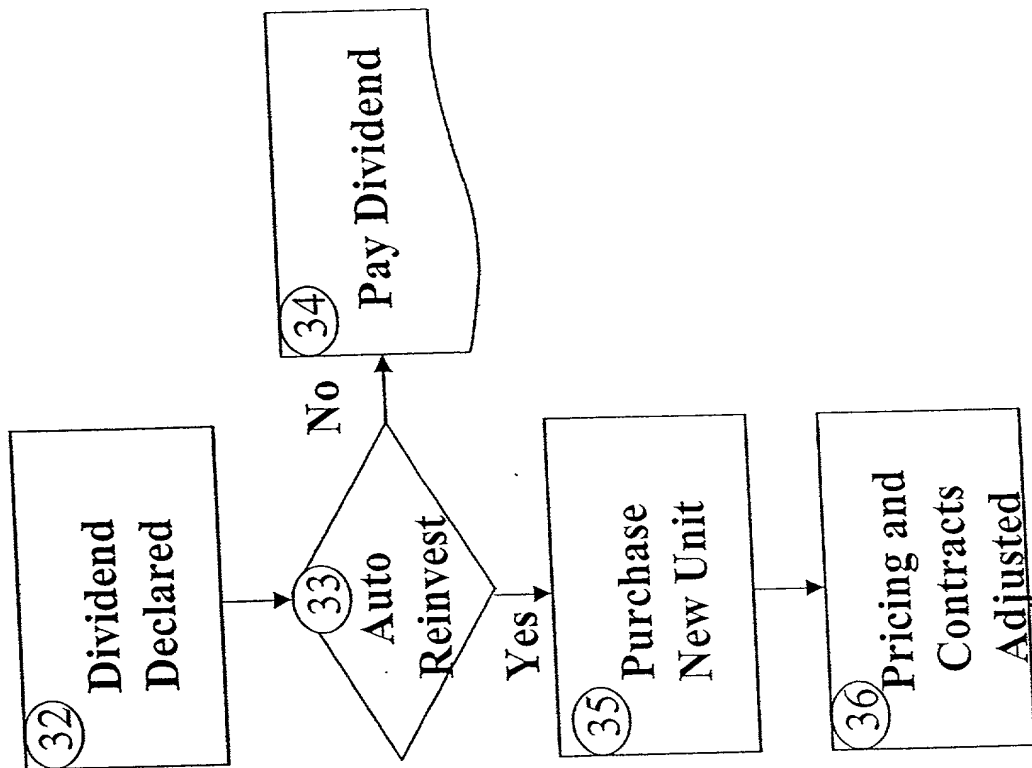 32
Dividend
Declared
33
Auto
Reinvest
No
34
Pay Dividend
Yes
35
Purchase
New Unit
36
Pricing and
Contracts
Adjusted